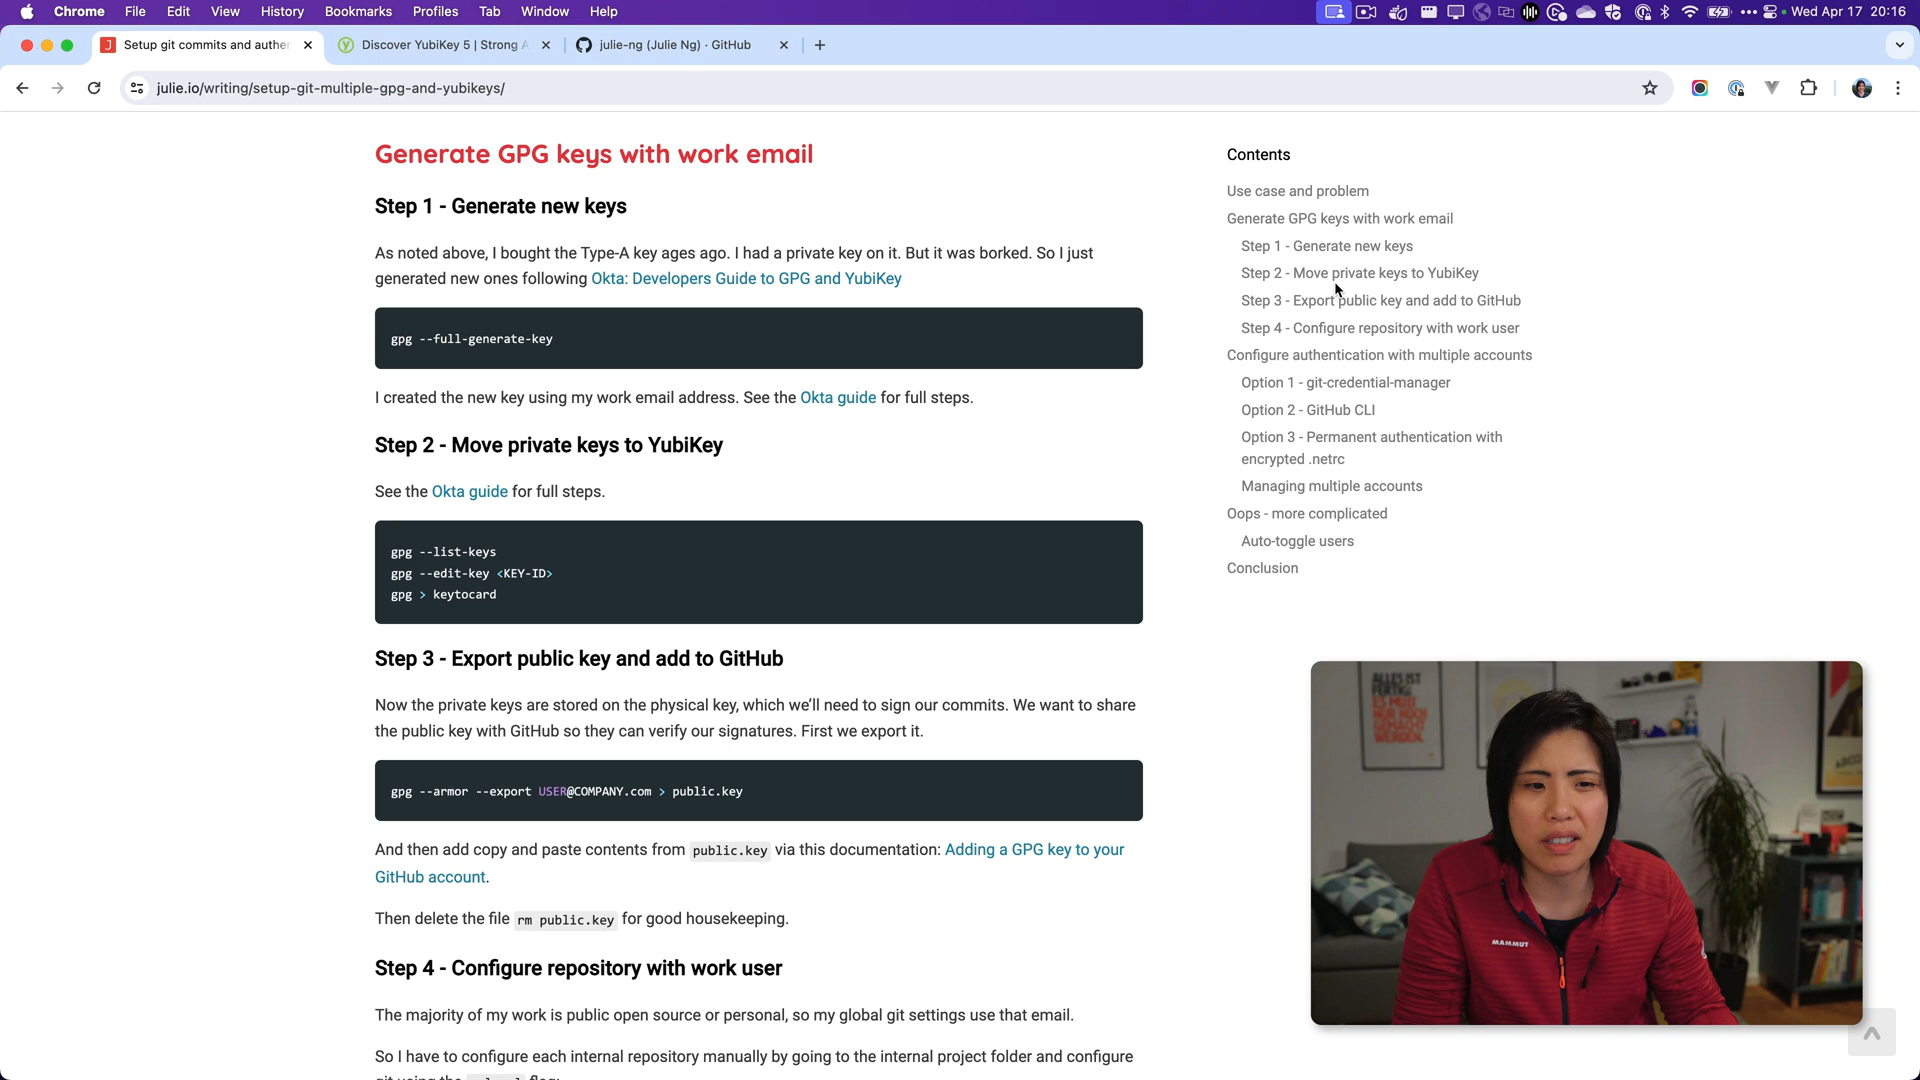 Chrome File Edit View History Bookmarks Profiles Tab Window Help
Wed Apr 17 20:16
Setup git commits and auther
Discover YubiKey 5 | Strong A
julie-ng (Julie Ng) · GitHub
julie.io/writing/setup-git-multiple-gpg-and-yubikeys/
Generate GPG keys with work email
Step 1 - Generate new keys
As noted above, I bought the Type-A key ages ago. I had a private key on it. But it was borked. So I just
generated new ones following Okta: Developers Guide to GPG and YubiKey
gpg --full-generate-key
I created the new key using my work email address. See the Okta guide for full steps.
Step 2 - Move private keys to YubiKey
See the Okta guide for full steps.
gpg --list-keys
gpg --edit-key <KEY-ID>
gpg > keytocard
Step 3 - Export public key and add to GitHub
Now the private keys are stored on the physical key, which we'll need to sign our commits. We want to share
the public key with GitHub so they can verify our signatures. First we export it.
gpg --armor --export USER@COMPANY.com > public.key
And then add copy and paste contents from public.key via this documentation: Adding a GPG key to your
GitHub account.
Then delete the file rm public.key for good housekeeping.
Step 4 - Configure repository with work user
The majority of my work is public open source or personal, so my global git settings use that email.
So I have to configure each internal repository manually by going to the internal project folder and configure
Contents
Use case and problem
Generate GPG keys with work email
Step 1 - Generate new keys
Step 2 - Move private keys to YubiKey
Step 3 - Export public key and add to GitHub
Step 4 - Configure repository with work user
Configure authentication with multiple accounts
Option 1 - git-credential-manager
Option 2 - GitHub CLI
Option 3 - Permanent authentication with
encrypted .netrc
Managing multiple accounts
Oops - more complicated
Auto-toggle users
Conclusion
ALLES IST
FERTIG
MAMMUT